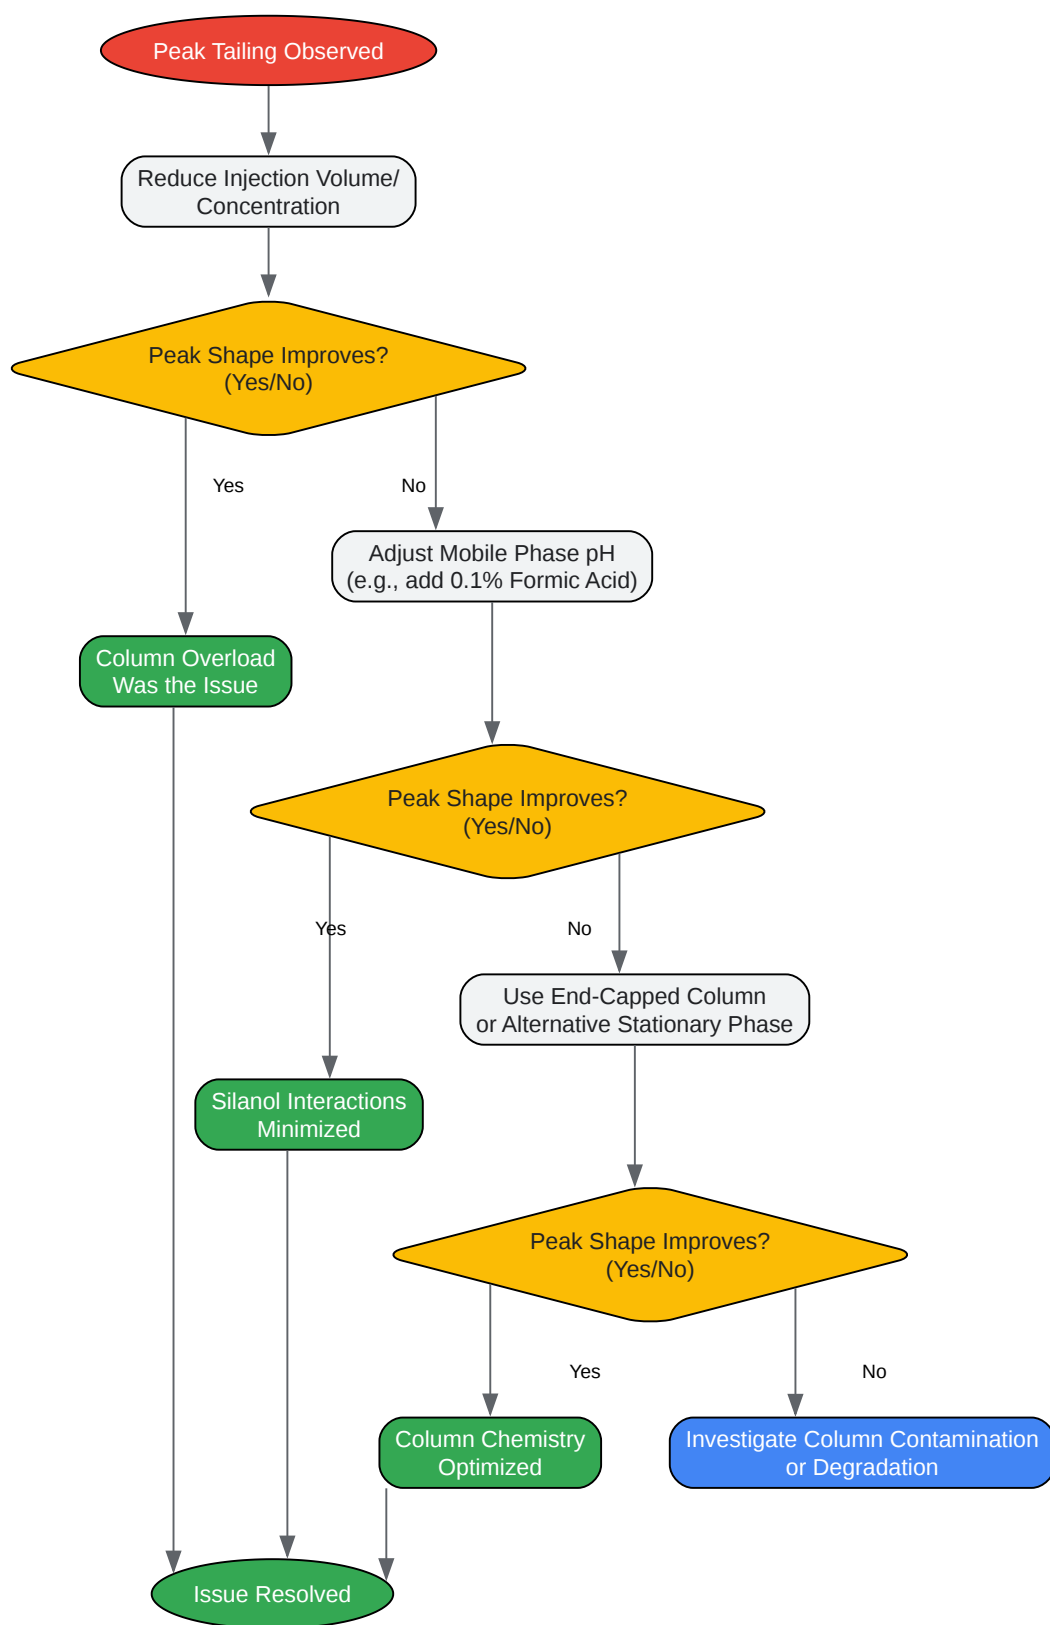 Peak Tailing Observed
Reduce Injection Volume/
Concentration
Peak Shape Improves?
(Yes/No)
Yes
No
Adjust Mobile Phase pH
(e.g., add 0.1% Formic Acid)
Column Overload
Was the Issue
Peak Shape Improves?
(Yes/No)
Yes
No
Use End-Capped Column
or Alternative Stationary Phase
Silanol Interactions
Minimized
Peak Shape Improves?
(Yes/No)
Yes
No
Column Chemistry
Optimized
Investigate Column Contamination
or Degradation
Issue Resolved